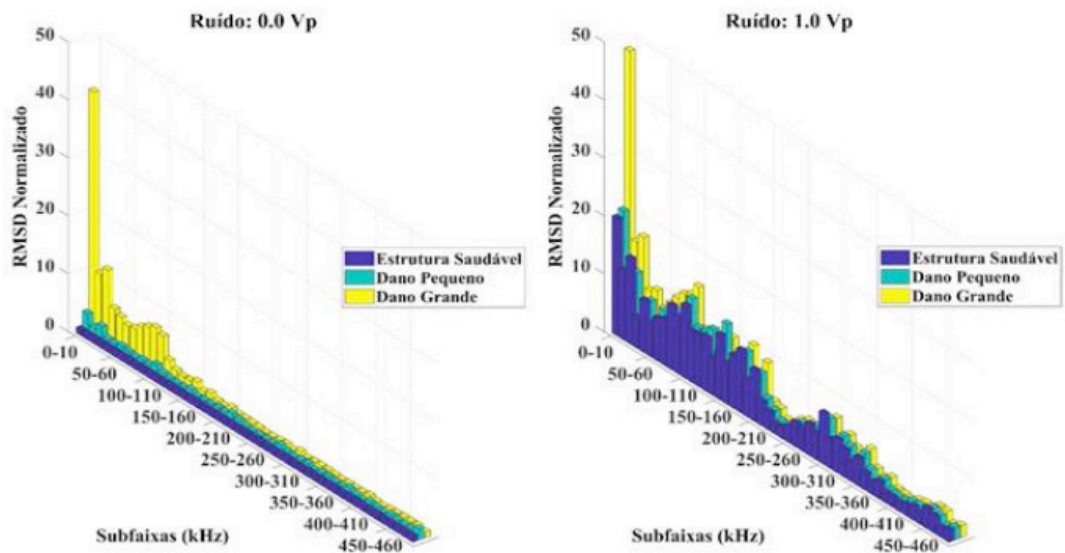 Ruído: 0.0 Vp
50
40
30
20
10
0
RMSD Normalizado
0-10
50-60
100-110
150-160
200-210
250-260
300-310
350-360
400-410
450-460
Subfaixas (kHz)
Estrutura Saudável
Dano Pequeno
Dano Grande
Ruído: 1.0 Vp
50
40
30
20
10
0
RMSD Normalizado
0-10
50-60
100-110
150-160
200-210
250-260
300-310
350-360
400-410
450-460
Subfaixas (kHz)
Estrutura Saudável
Dano Pequeno
Dano Grande